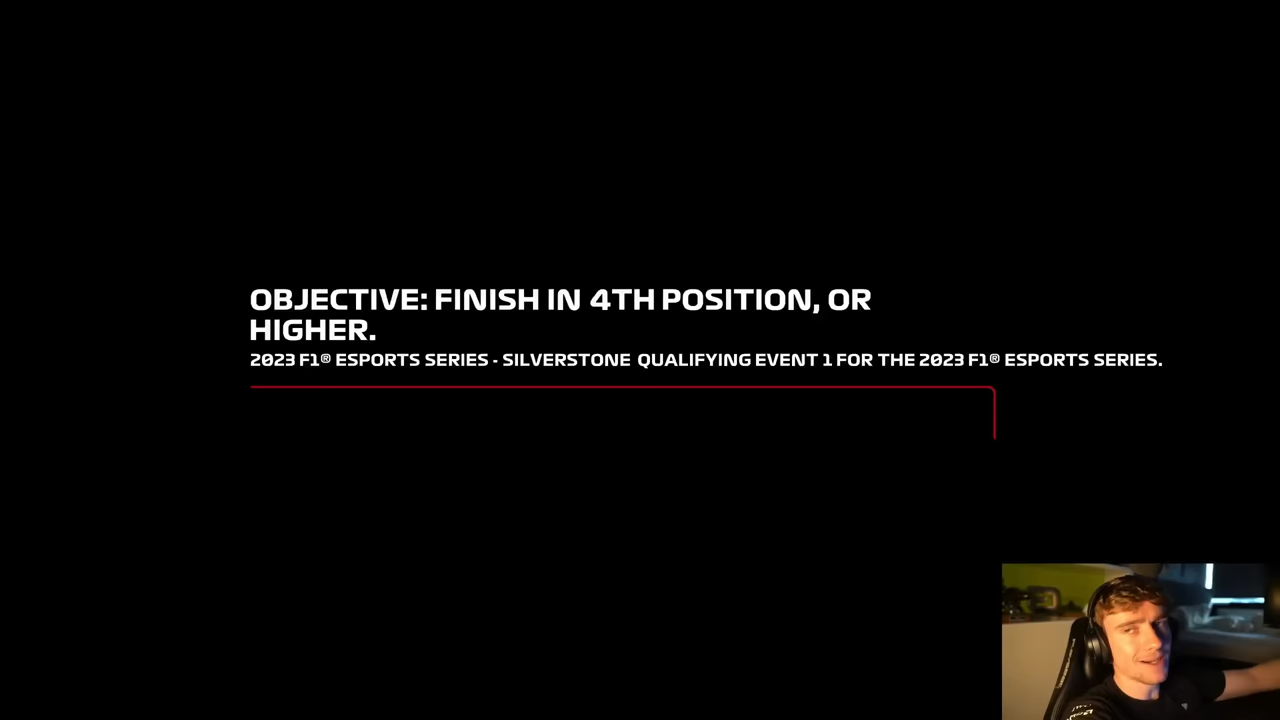 OBJECTIVE: FINISH IN 4TH POSITION, OR
HIGHER.
2023 F1® ESPORTS SERIES - SILVERSTONE QUALIFYING EVENT 1 FOR THE 2023 F1® ESPORTS SERIES.